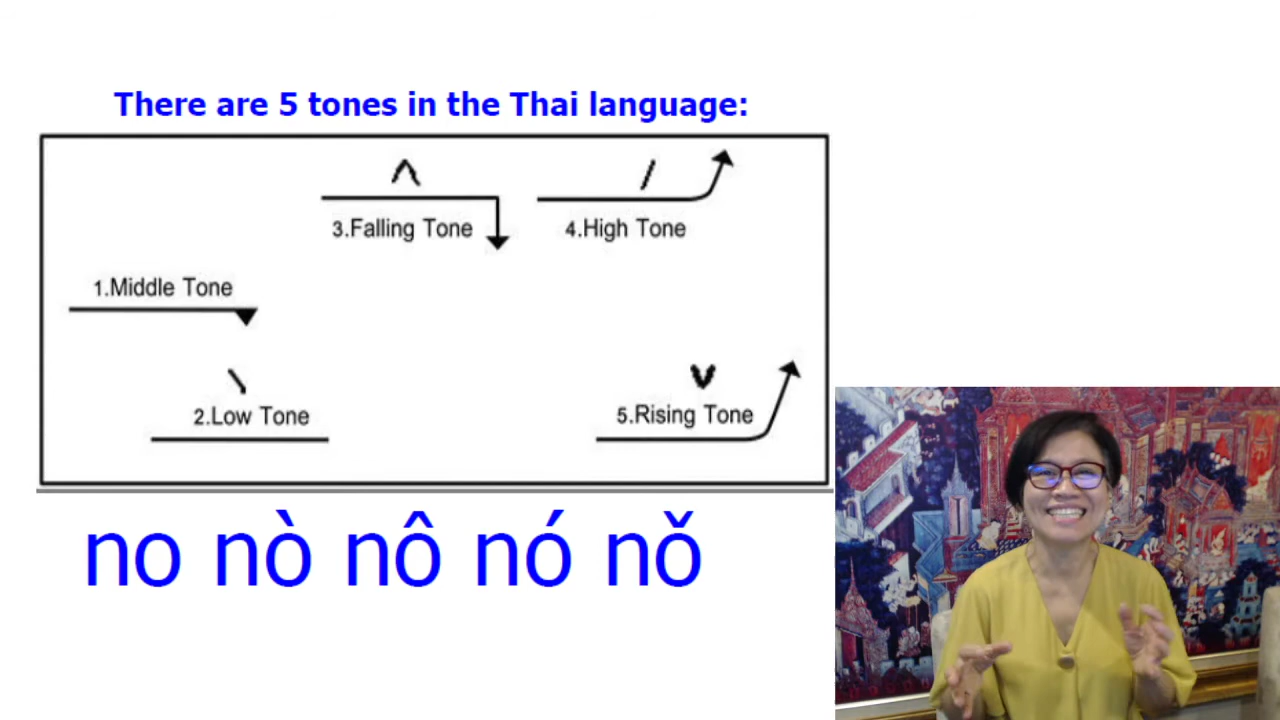 There are 5 tones in the Thai language:
3.Falling Tone
4.High Tone
1.Middle Tone
2.Low Tone
5.Rising Tone
no nò nô nó nǒ